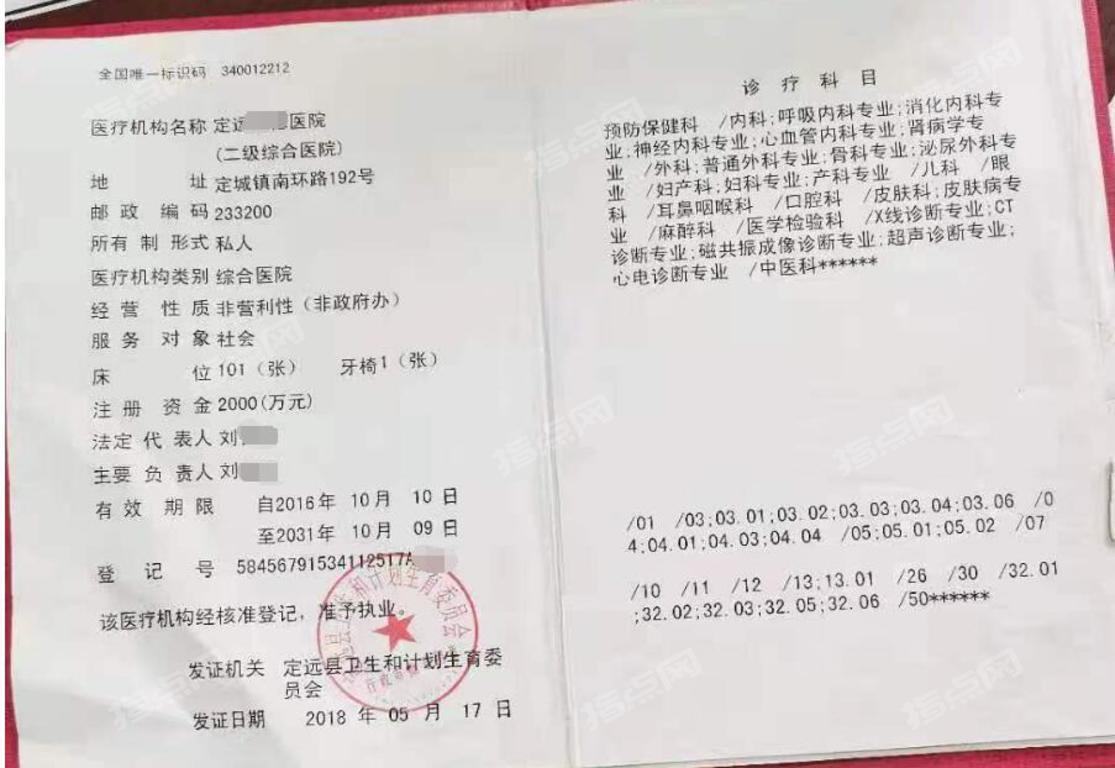 全国唯一标识码 340012212
医疗机构名称 定远 医院
(二级综合医院)
地 址 定城镇南环路192号
邮政编码 233200
所有制形式 私人
医疗机构类别 综合医院
经营性质 非营利性（非政府办）
服务对象 社会
床 位 101（张） 牙椅1（张）
注册资金 2000(万元)
法定代表人 刘
主要负责人 刘
有效期限 自2016年 10月 10日
至2031年 10月 09日
登记号 58456791534112517A
该医疗机构经核准登记，准予执业。
发证机关 定远县卫生和计划生育委
员会
发证日期 2018 年 05 月 17 日
诊疗科目
预防保健科 /内科;呼吸内科专业;消化内科专
业;神经内科专业;心血管内科专业;肾病学专
业 /外科;普通外科专业;骨科专业;泌尿外科专
业 /妇产科;妇科专业;产科专业 /儿科 /眼
科 /耳鼻咽喉科 /口腔科 /皮肤科;皮肤病专
业 /麻醉科 /医学检验科 /X线诊断专业;CT
诊断专业;磁共振成像诊断专业;超声诊断专业;
心电诊断专业 /中医科******
/01 /03;03.01;03.02;03.03;03.04;03.06 /0
4;04.01;04.03;04.04 /05;05.01;05.02 /07
/10 /11 /12 /13;13.01 /26 /30 /32.01
;32.02;32.03;32.05;32.06 /50******
指点网